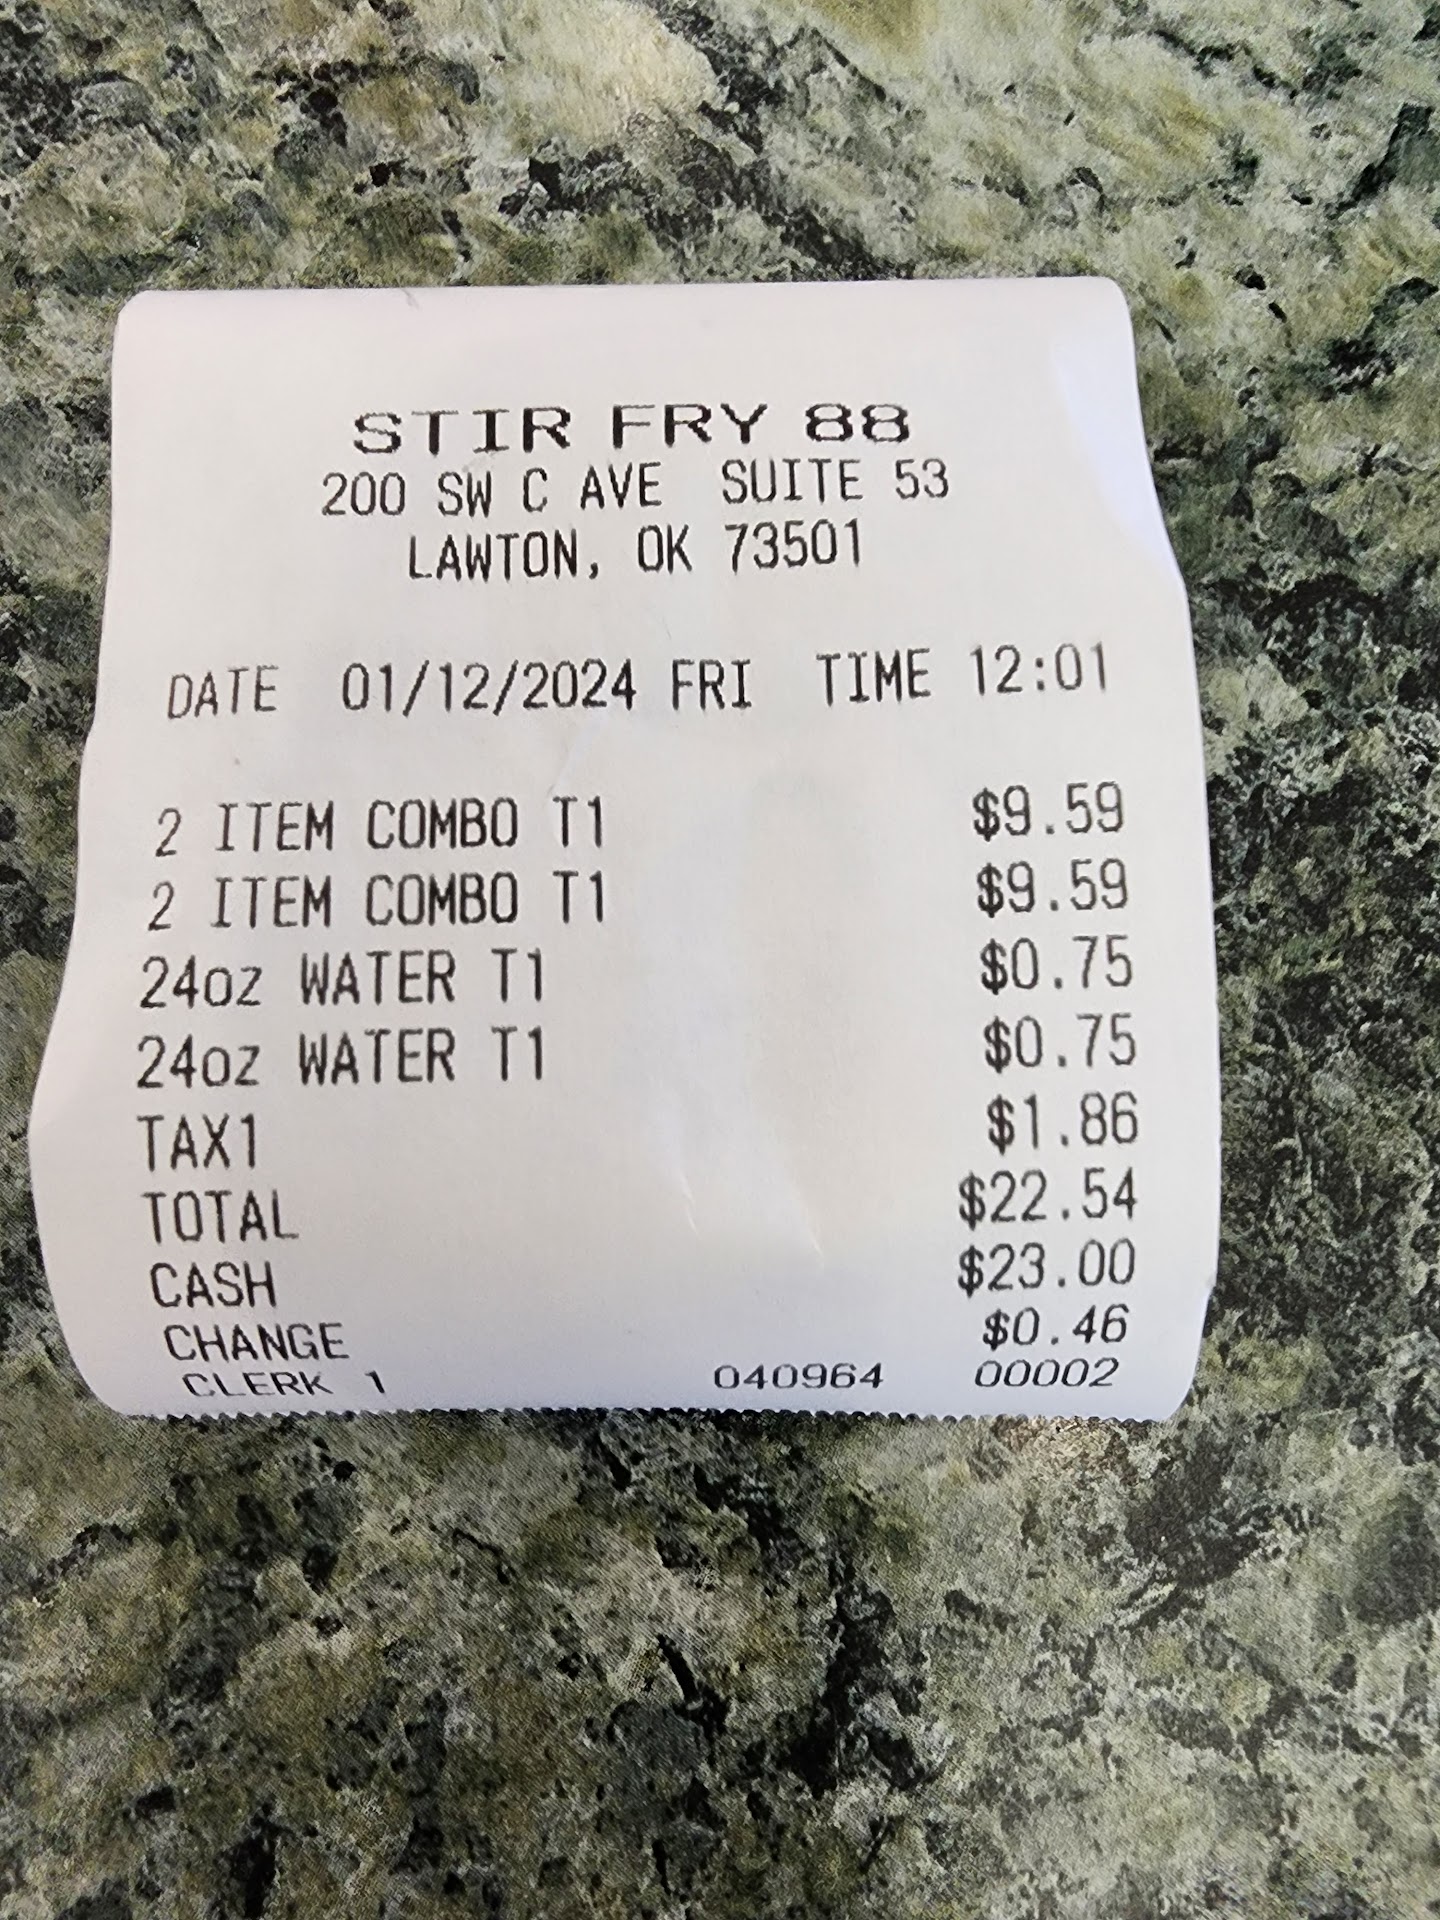 STIR FRY 88
200 SW C AVE SUITE 53
LAWTON, OK 73501
DATE 01/12/2024 FRI TIME 12:01
2 ITEM COMBO T1 $9.59
2 ITEM COMBO T1 $9.59
24oz WATER T1 $0.75
24oz WATER T1 $0.75
TAX1 $1.86
TOTAL $22.54
CASH $23.00
CHANGE $0.46
CLERK 1 040964 00002